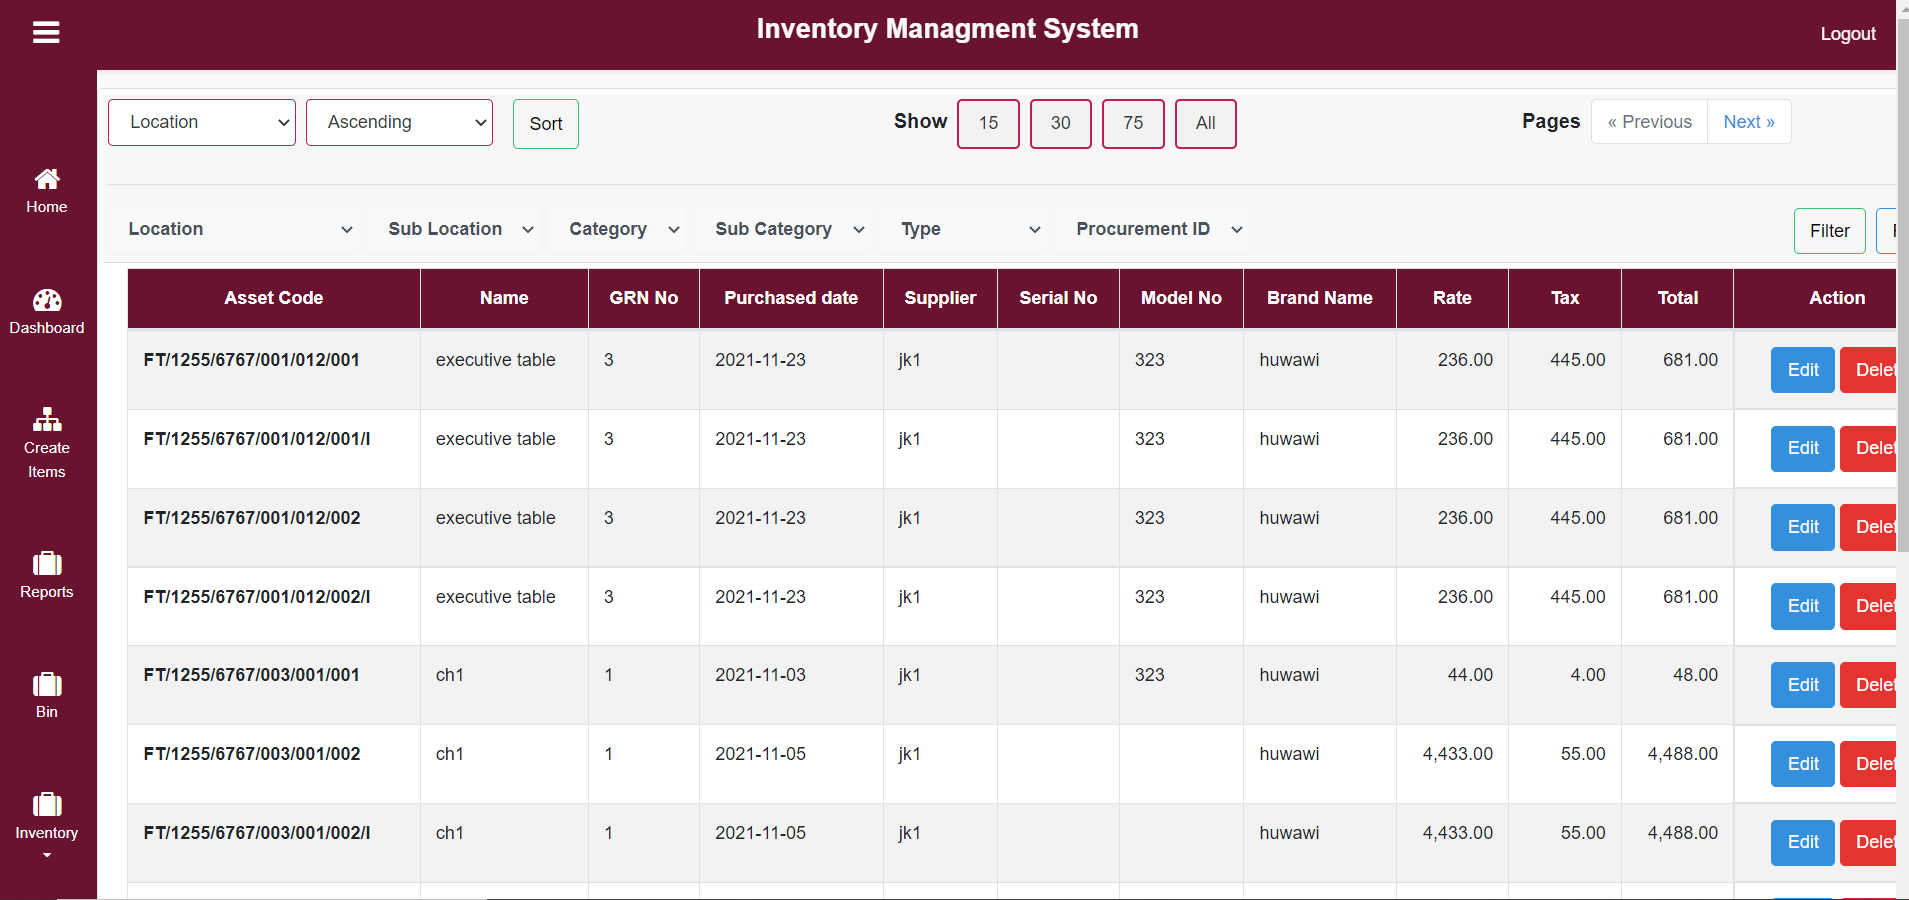 Inventory Managment System
Logout
Location Ascending Sort Show 15 30 75 All Pages « Previous Next »
Home
Dashboard
Create
Items
Reports
Bin
Inventory
Location Sub Location Category Sub Category Type Procurement ID Filter
Asset Code Name GRN No Purchased date Supplier Serial No Model No Brand Name Rate Tax Total Action
FT/1255/6767/001/012/001 executive table 3 2021-11-23 jk1 323 huwawi 236.00 445.00 681.00 Edit Delet
FT/1255/6767/001/012/001/I executive table 3 2021-11-23 jk1 323 huwawi 236.00 445.00 681.00 Edit Delet
FT/1255/6767/001/012/002 executive table 3 2021-11-23 jk1 323 huwawi 236.00 445.00 681.00 Edit Delet
FT/1255/6767/001/012/002/I executive table 3 2021-11-23 jk1 323 huwawi 236.00 445.00 681.00 Edit Delet
FT/1255/6767/003/001/001 ch1 1 2021-11-03 jk1 323 huwawi 44.00 4.00 48.00 Edit Delet
FT/1255/6767/003/001/002 ch1 1 2021-11-05 jk1 huwawi 4,433.00 55.00 4,488.00 Edit Delet
FT/1255/6767/003/001/002/I ch1 1 2021-11-05 jk1 huwawi 4,433.00 55.00 4,488.00 Edit Delet